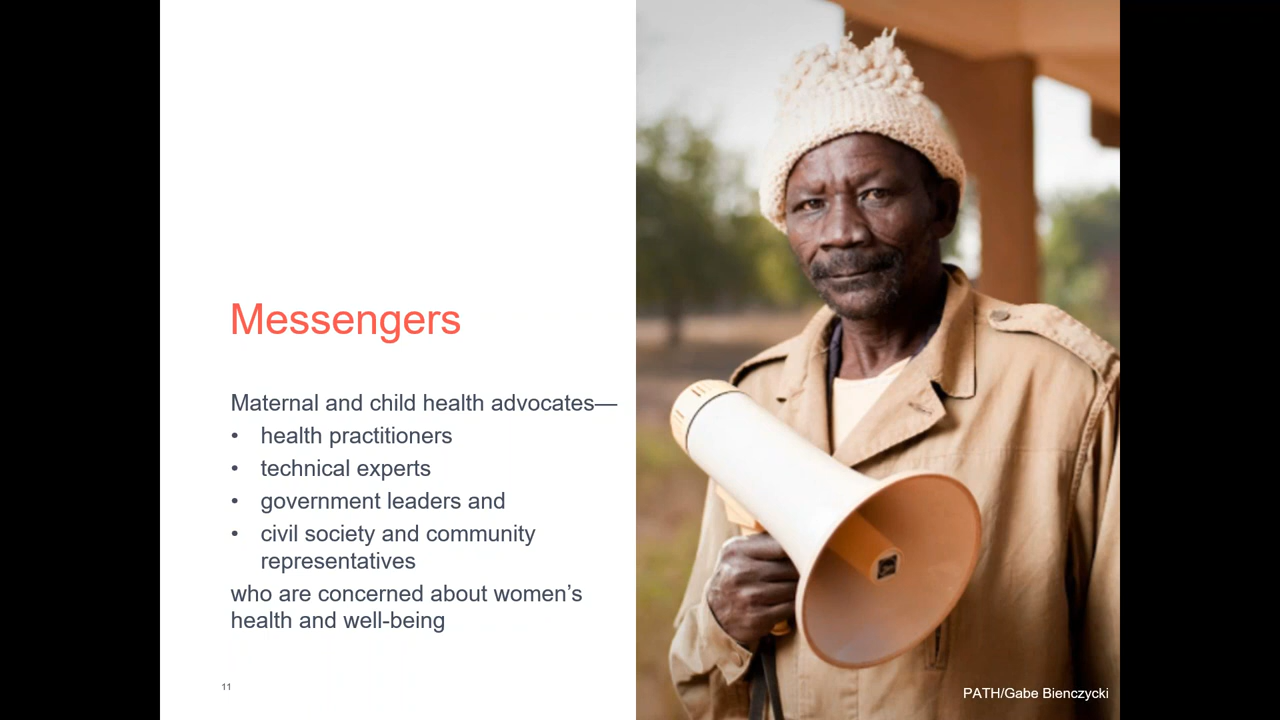 Messengers
Maternal and child health advocates—
• health practitioners
• technical experts
• government leaders and
• civil society and community
representatives
who are concerned about women’s
health and well-being
11
PATH/Gabe Bienczycki